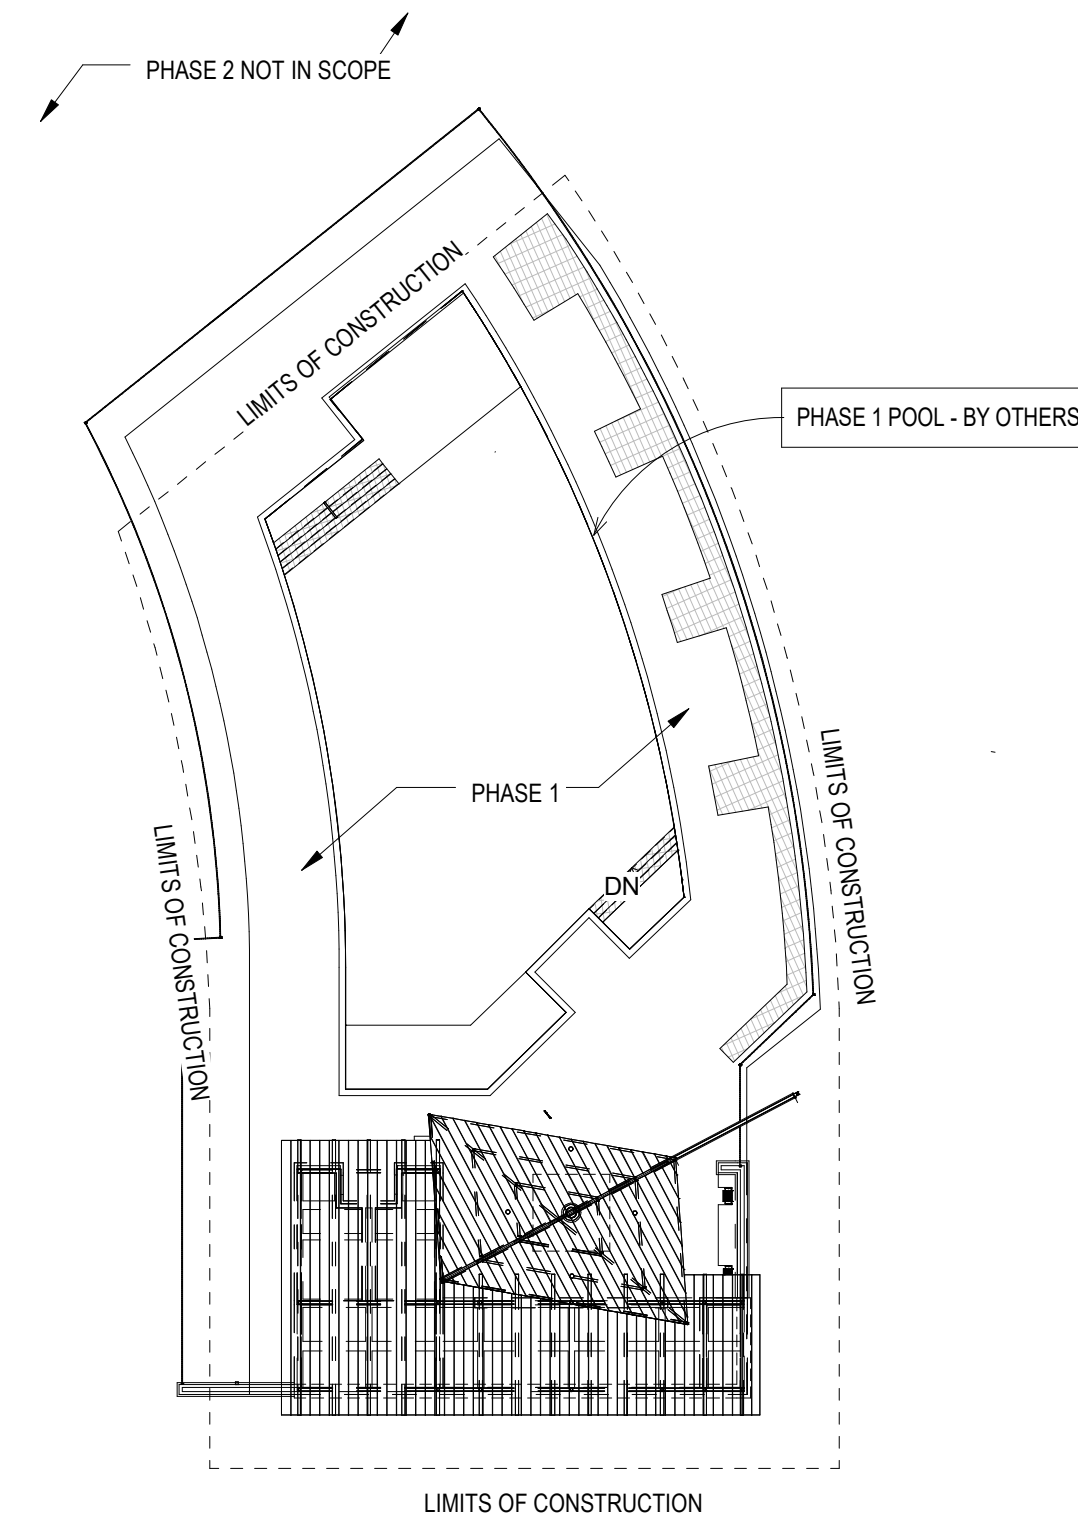 PHASE 2 NOT IN SCOPE
LIMITS OF CONSTRUCTION
PHASE 1 POOL - BY OTHERS
PHASE 1
LIMITS OF CONSTRUCTION
LIMITS OF CONSTRUCTION
DN
LIMITS OF CONSTRUCTION